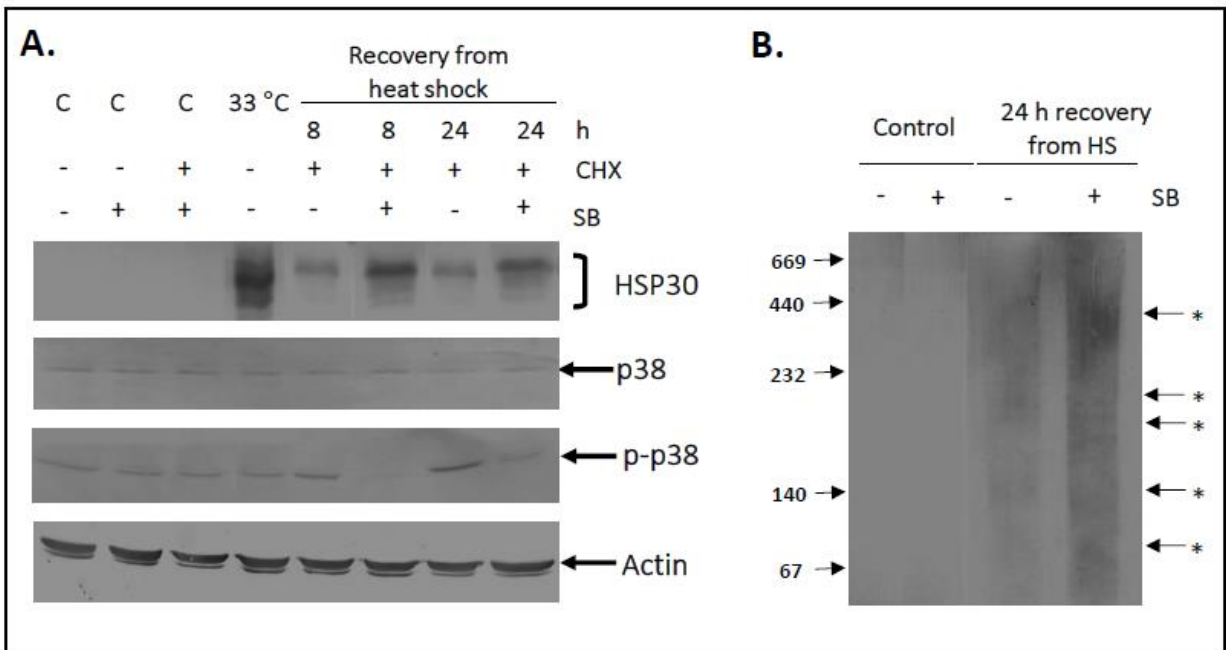 A.
Recovery from
heat shock
C C C 33 °C
8 8 24 24 h
- - + - + + + + CHX
- + + - - + - + SB
HSP30
p38
p-p38
Actin
B.
Control
24 h recovery
from HS
- + - + SB
669
440
*
232
*
*
140
*
*
67